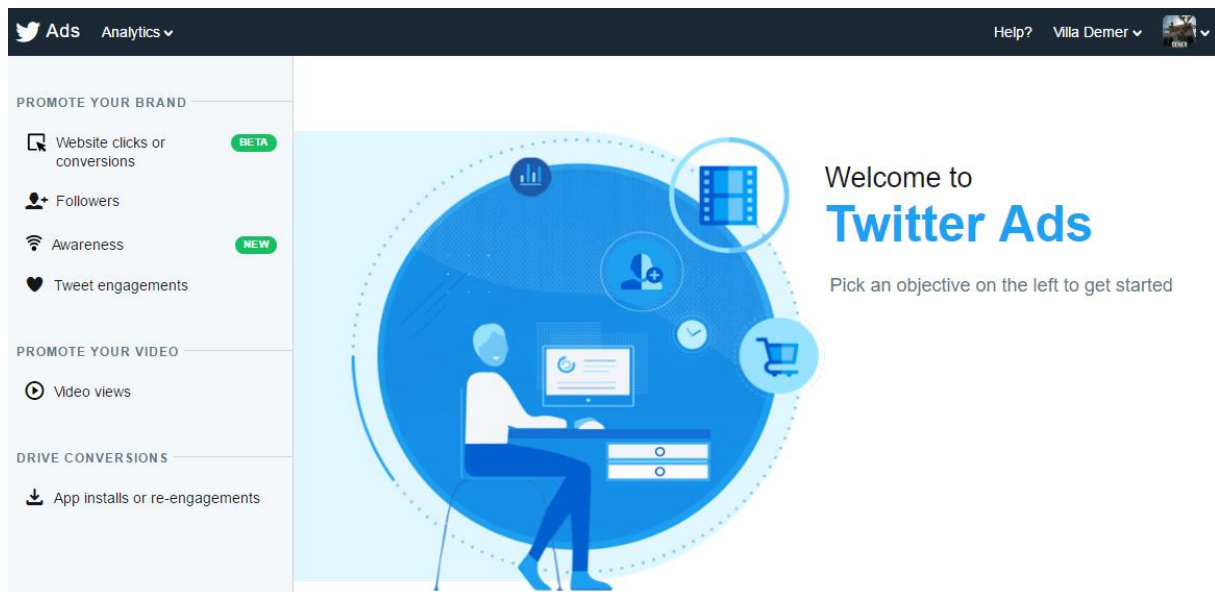 Ads Analytics Help? Villa Demer
PROMOTE YOUR BRAND
Website clicks or BETA
conversions
Followers
Awareness NEW
Tweet engagements
PROMOTE YOUR VIDEO
Video views
DRIVE CONVERSIONS
App installs or re-engagements
Welcome to
Twitter Ads
Pick an objective on the left to get started